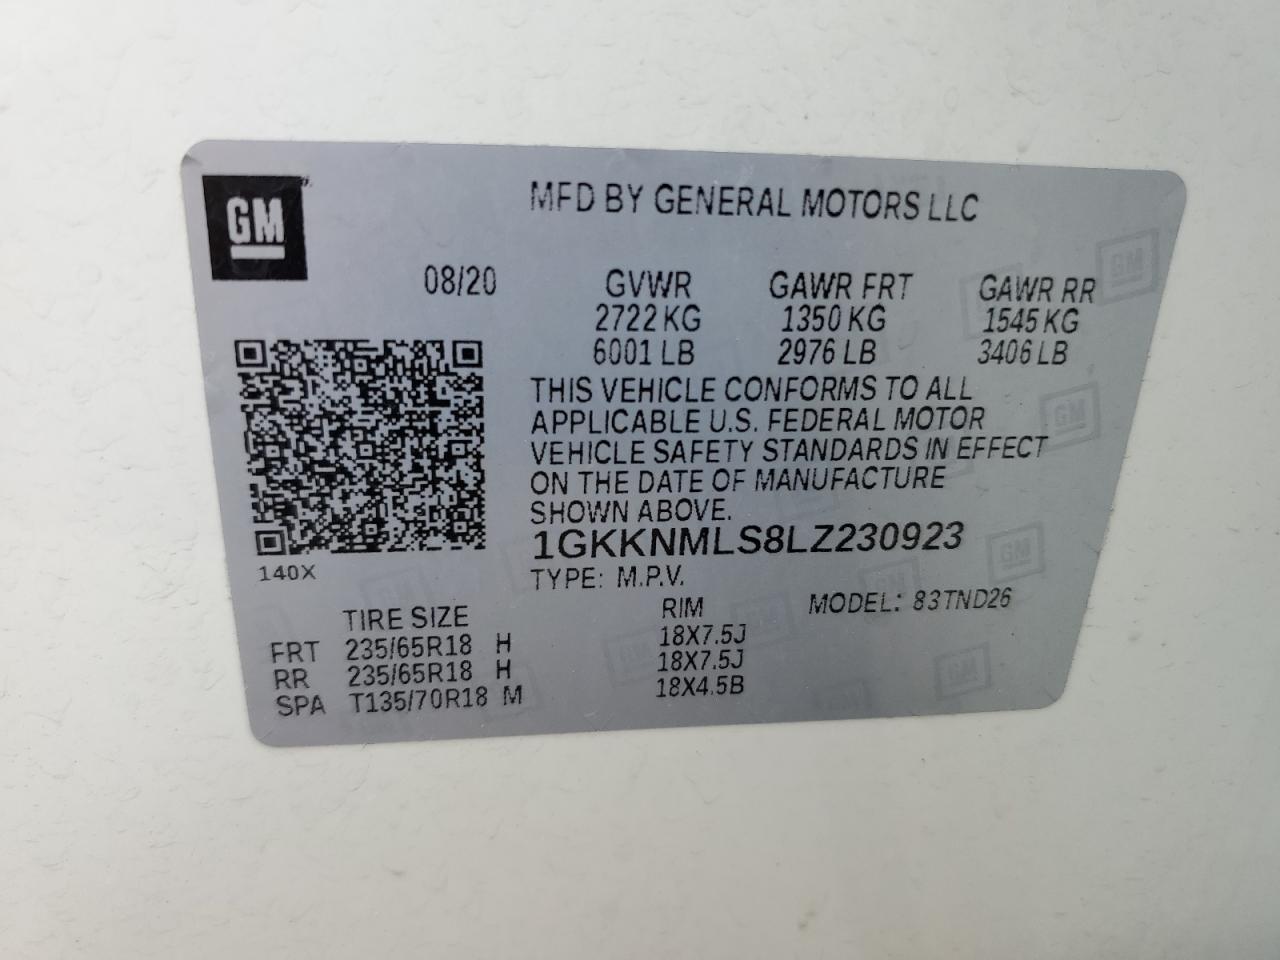 GM
MFD BY GENERAL MOTORS LLC
08/20 GVWR GAWR FRT GAWR RR
2722 KG 1350 KG 1545 KG
6001 LB 2976 LB 3406 LB
THIS VEHICLE CONFORMS TO ALL
APPLICABLE U.S. FEDERAL MOTOR
VEHICLE SAFETY STANDARDS IN EFFECT
ON THE DATE OF MANUFACTURE
SHOWN ABOVE.
1GKKNMLS8LZ230923
140X
TYPE: M.P.V. MODEL: 83TND26
TIRE SIZE RIM
FRT 235/65R18 H 18X7.5J
RR 235/65R18 H 18X7.5J
SPA T135/70R18 M 18X4.5B